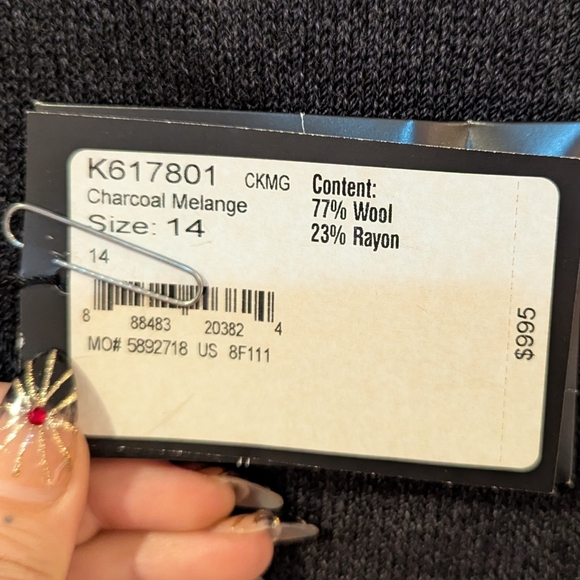 K617801 CKMG
Charcoal Melange
Size: 14
14
8 88483 20382 4
MO# 5892718 US 8F111
Content:
77% Wool
23% Rayon
$995